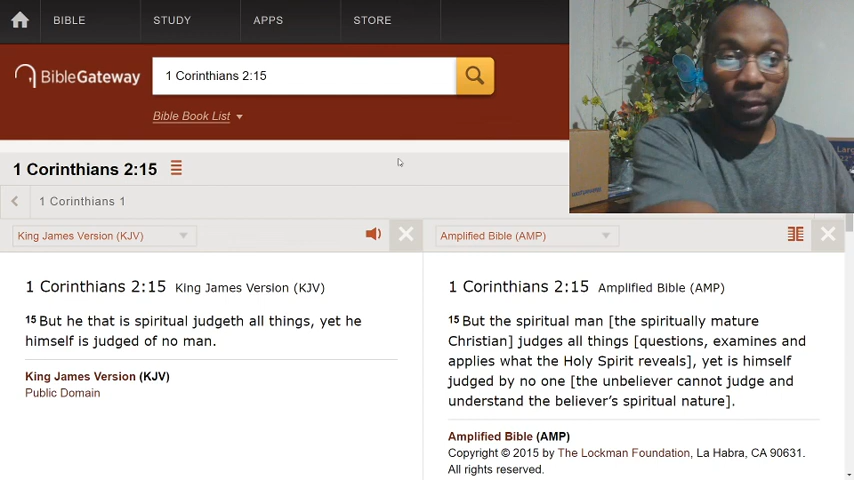 BIBLE STUDY APPS STORE
BibleGateway
1 Corinthians 2:15
Bible Book List
1 Corinthians 2:15
1 Corinthians 1
King James Version (KJV)
1 Corinthians 2:15 King James Version (KJV)
15 But he that is spiritual judgeth all things, yet he
himself is judged of no man.
King James Version (KJV)
Public Domain
Amplified Bible (AMP)
1 Corinthians 2:15 Amplified Bible (AMP)
15 But the spiritual man [the spiritually mature
Christian] judges all things [questions, examines and
applies what the Holy Spirit reveals], yet is himself
judged by no one [the unbeliever cannot judge and
understand the believer’s spiritual nature].
Amplified Bible (AMP)
Copyright © 2015 by The Lockman Foundation, La Habra, CA 90631.
All rights reserved.